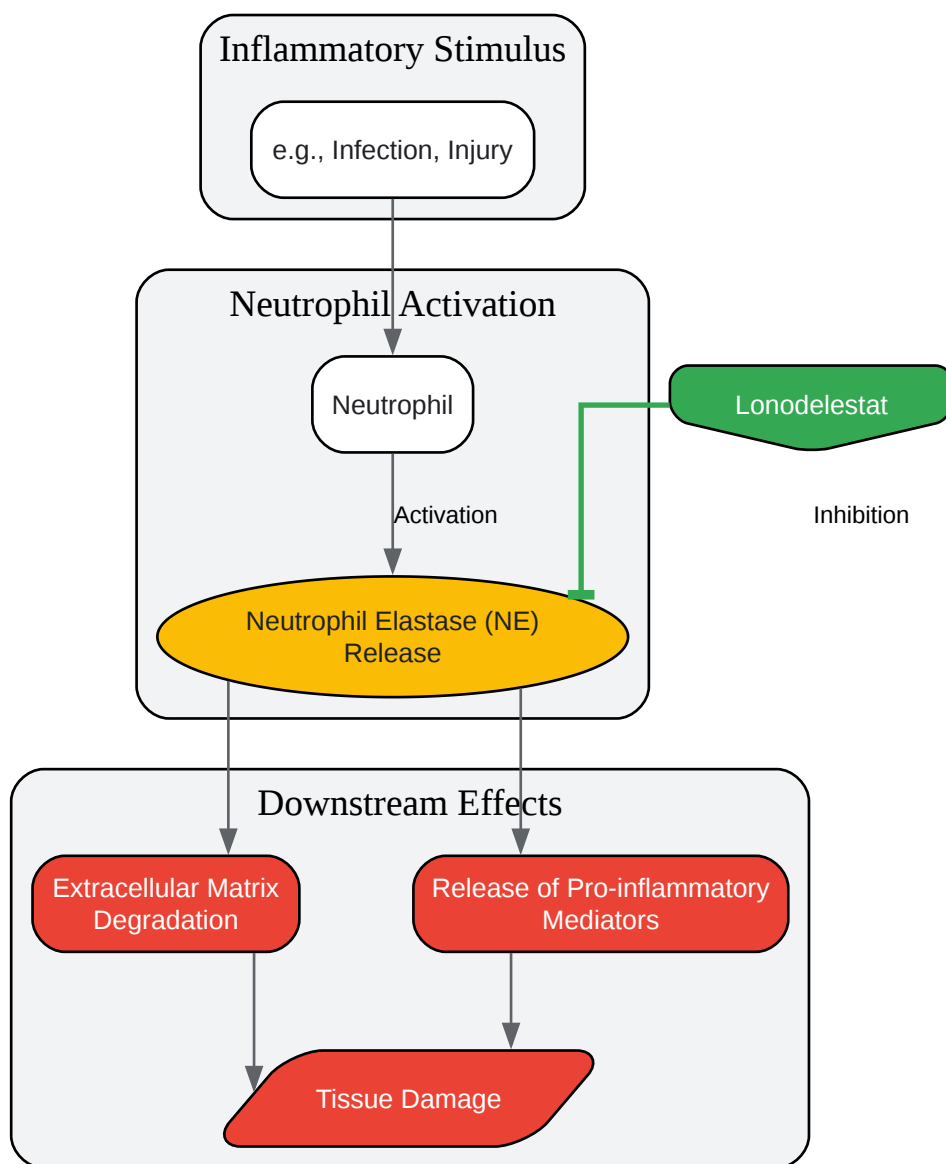 Inflammatory Stimulus
e.g., Infection, Injury
Neutrophil Activation
Neutrophil
Lonodelestat
Activation
Inhibition
Neutrophil Elastase (NE)
Release
Downstream Effects
Extracellular Matrix
Degradation
Release of Pro-inflammatory
Mediators
Tissue Damage